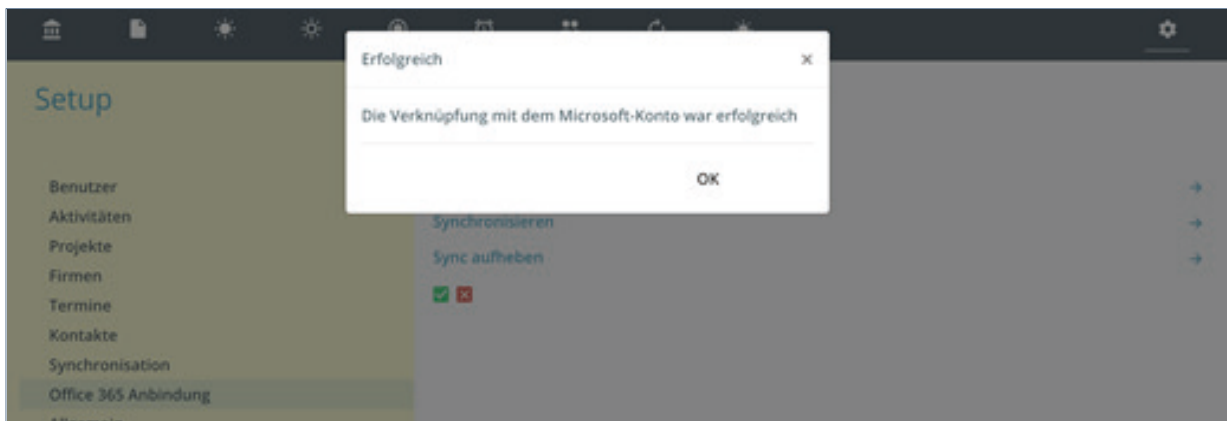 Erfolgreich
Setup
Die Verknüpfung mit dem Microsoft-Konto war erfolgreich
OK
Benutzer
Aktivitäten
Synchronisieren
Projekte
Sync aufheben
Firmen
Termine
Kontakte
Synchronisation
Office 365 Anbindung